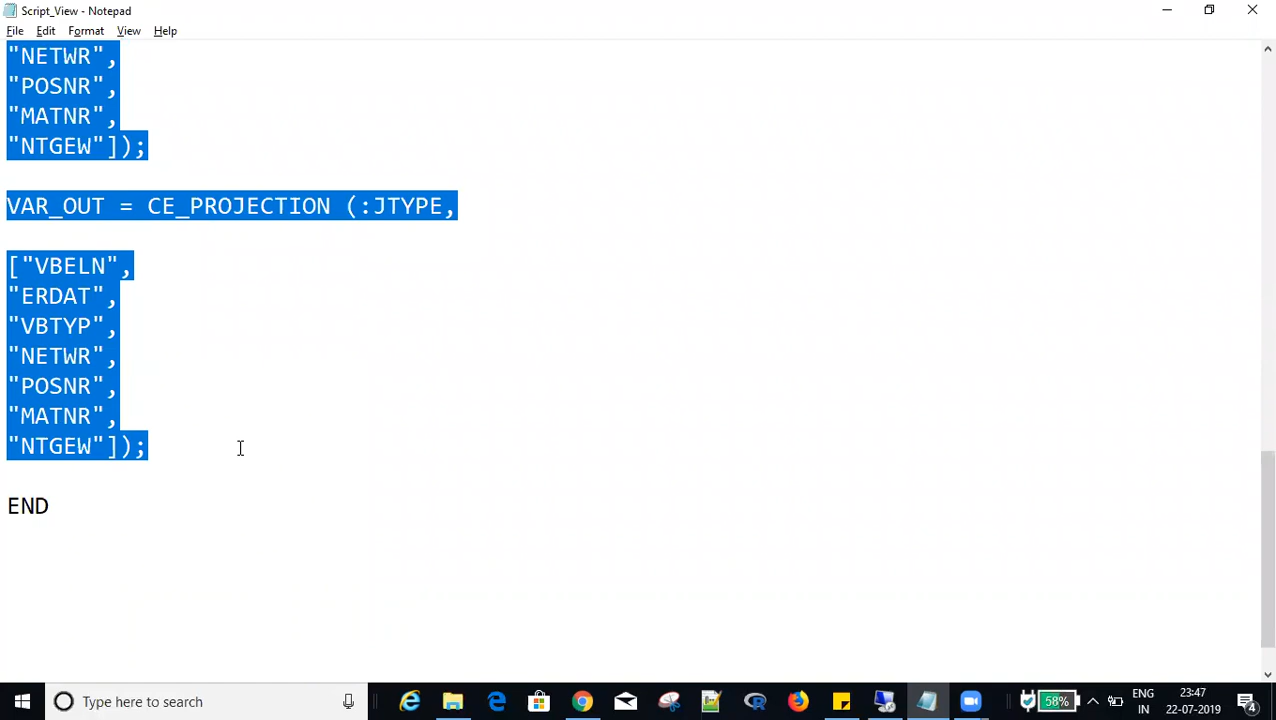 Script_View - Notepad
File Edit Format View Help
"NETWR",
"POSNR",
"MATNR",
"NTGEW"]);
VAR_OUT = CE_PROJECTION (:JTYPE,
["VBELN",
"ERDAT",
"VBTYP",
"NETWR",
"POSNR",
"MATNR",
"NTGEW"]);
END
Type here to search
58%
ENG
IN
23:47
22-07-2019
4